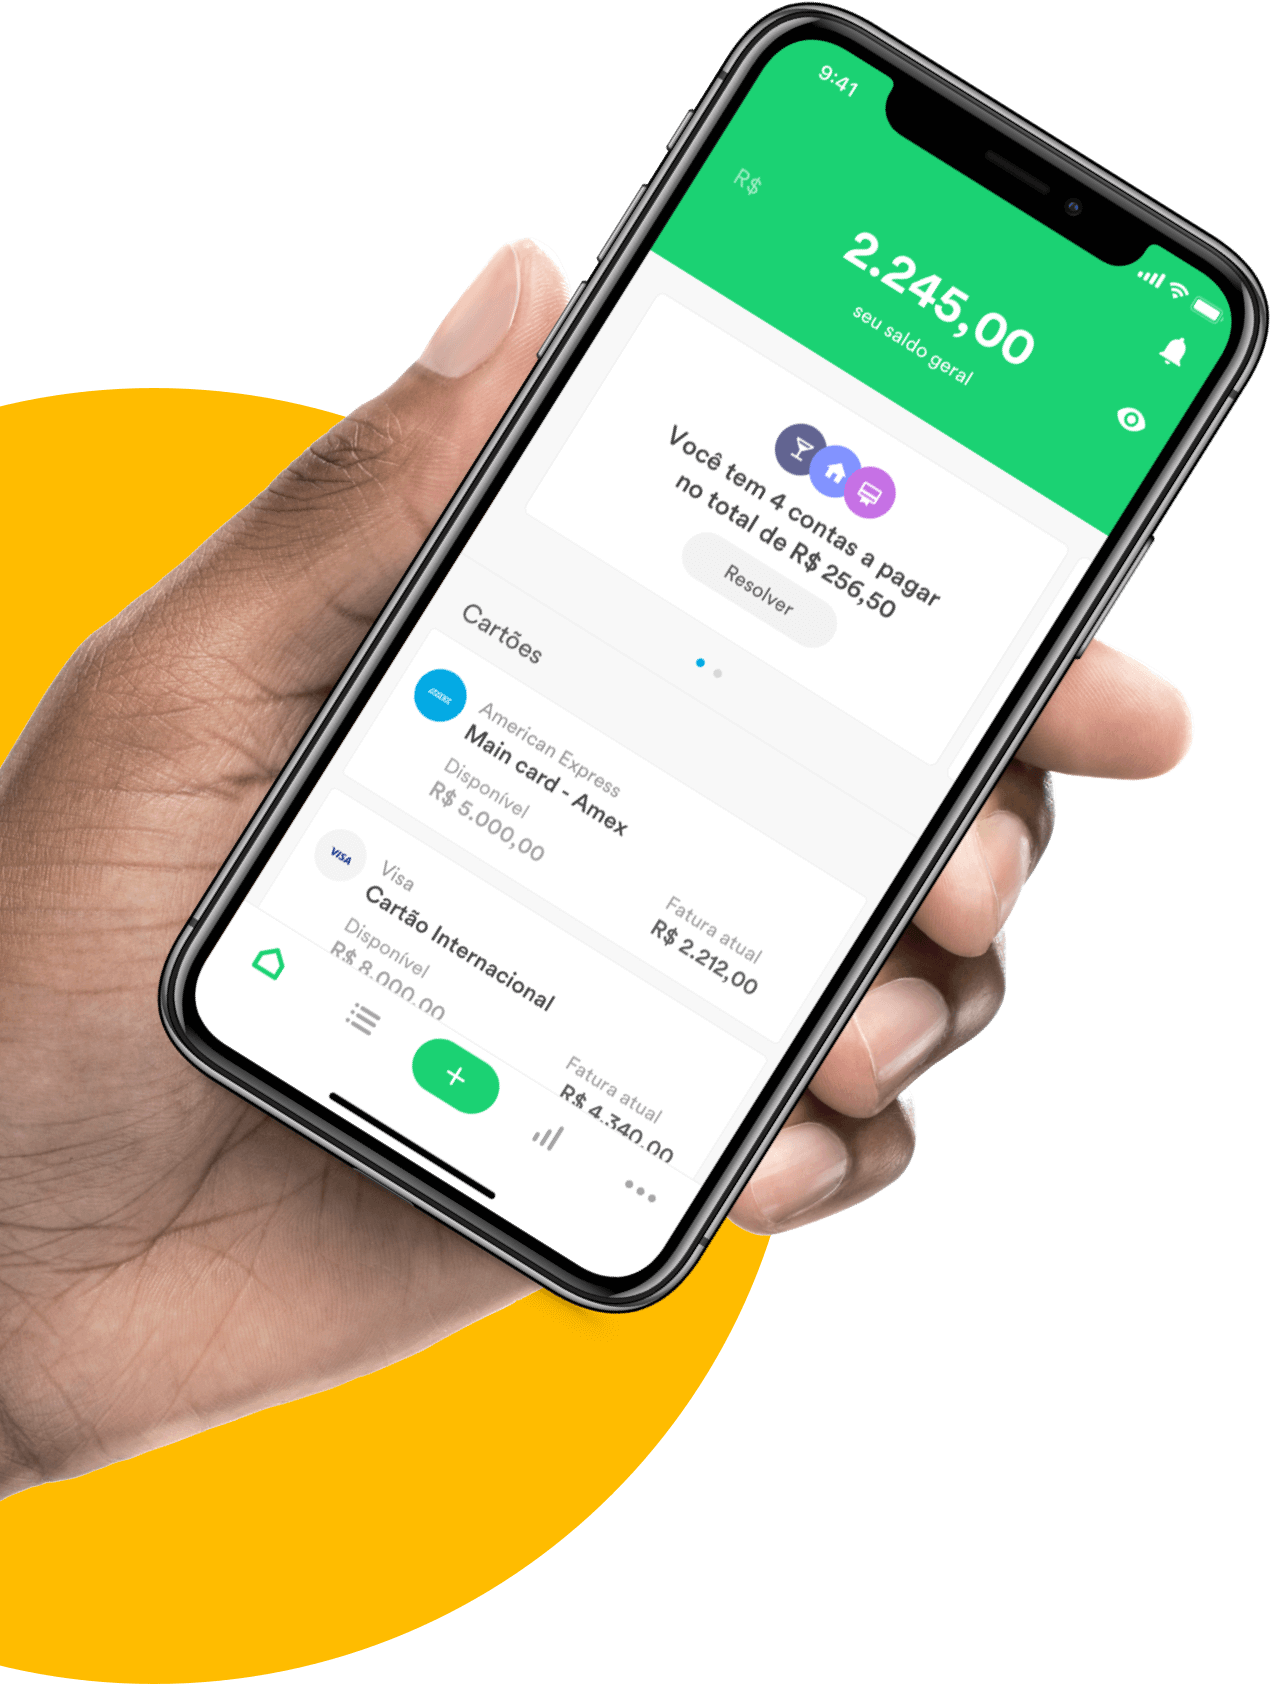 9:41
R$
2.245,00
seu saldo geral
Você tem 4 contas a pagar
no total de R$ 256,50
Resolver
Cartões
American Express
Main card - Amex
Disponível
R$ 5.000,00
Fatura atual
R$ 2.212,00
VISA
Visa
Cartão Internacional
Disponível
R$ 8.000,00
Fatura atual
R$ 4.340,00